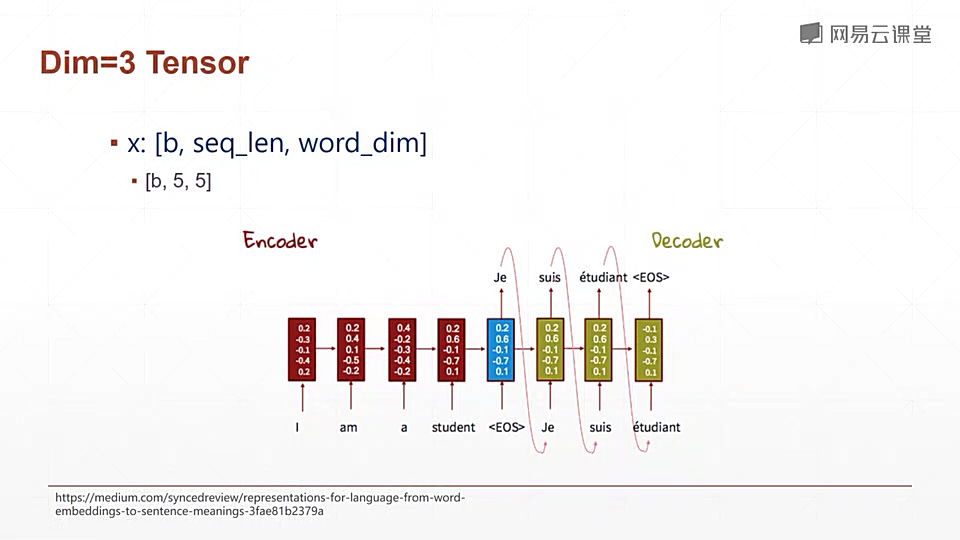 网易云课堂
Dim=3 Tensor
▪ x: [b, seq_len, word_dim]
▪ [b, 5, 5]
Encoder
Decoder
Je suis étudiant <EOS>
0.2 0.2 0.4 0.2 0.2 0.2 0.2 -0.1
-0.3 0.4 -0.2 0.6 0.6 0.6 0.6 0.3
-0.1 0.1 -0.3 -0.1 -0.1 -0.1 -0.1 -0.1
-0.4 -0.5 -0.4 -0.7 -0.7 -0.7 -0.7 -0.7
0.2 -0.2 -0.2 0.1 0.1 0.1 0.1 0.1
I am a student <EOS> Je suis étudiant
https://medium.com/syncedreview/representations-for-language-from-word-
embeddings-to-sentence-meanings-3fae81b2379a